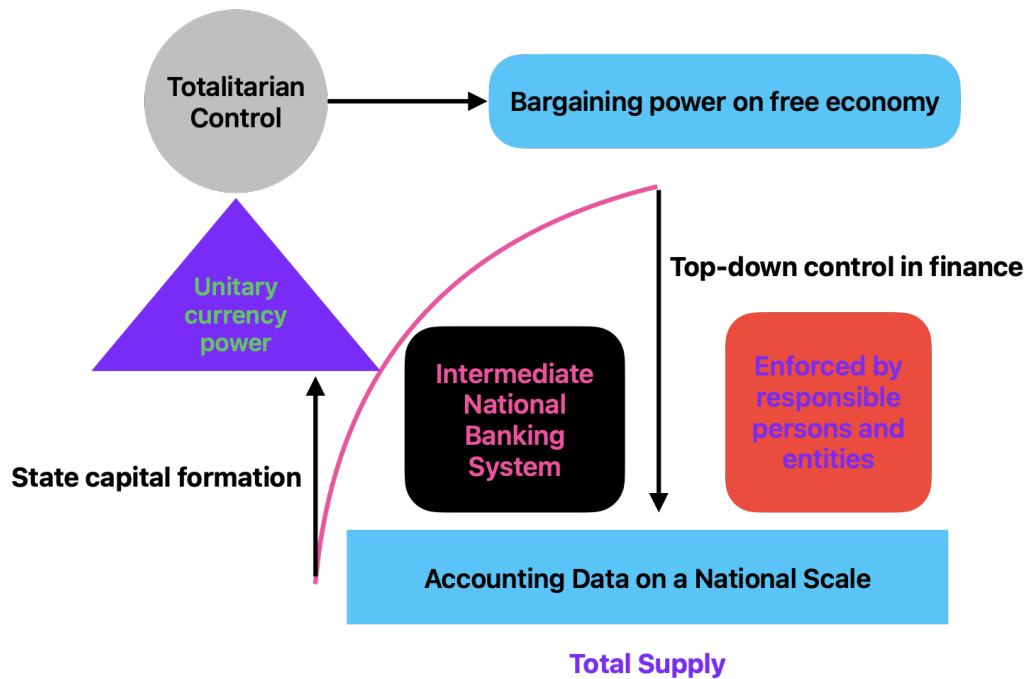 Totalitarian
Control
Bargaining power on free economy
Unitary
currency
power
Top-down control in finance
Intermediate
National
Banking
System
Enforced by
responsible
persons and
entities
State capital formation
Accounting Data on a National Scale
Total Supply